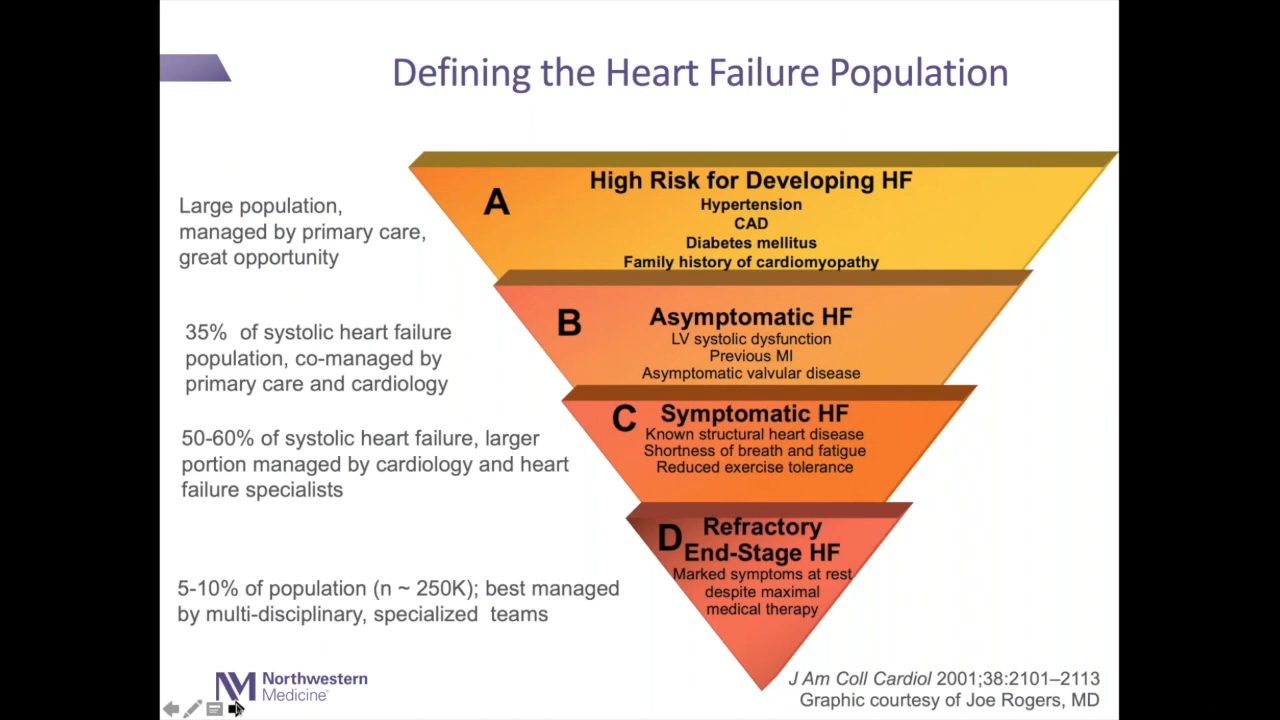 Defining the Heart Failure Population
Large population,
managed by primary care,
great opportunity
A
High Risk for Developing HF
Hypertension
CAD
Diabetes mellitus
Family history of cardiomyopathy
35% of systolic heart failure
population, co-managed by
primary care and cardiology
B
Asymptomatic HF
LV systolic dysfunction
Previous MI
Asymptomatic valvular disease
50-60% of systolic heart failure, larger
portion managed by cardiology and heart
failure specialists
C
Symptomatic HF
Known structural heart disease
Shortness of breath and fatigue
Reduced exercise tolerance
5-10% of population (n ~ 250K); best managed
by multi-disciplinary, specialized teams
D
Refractory
End-Stage HF
Marked symptoms at rest
despite maximal
medical therapy
NM
Northwestern
Medicine®
J Am Coll Cardiol 2001;38:2101–2113
Graphic courtesy of Joe Rogers, MD